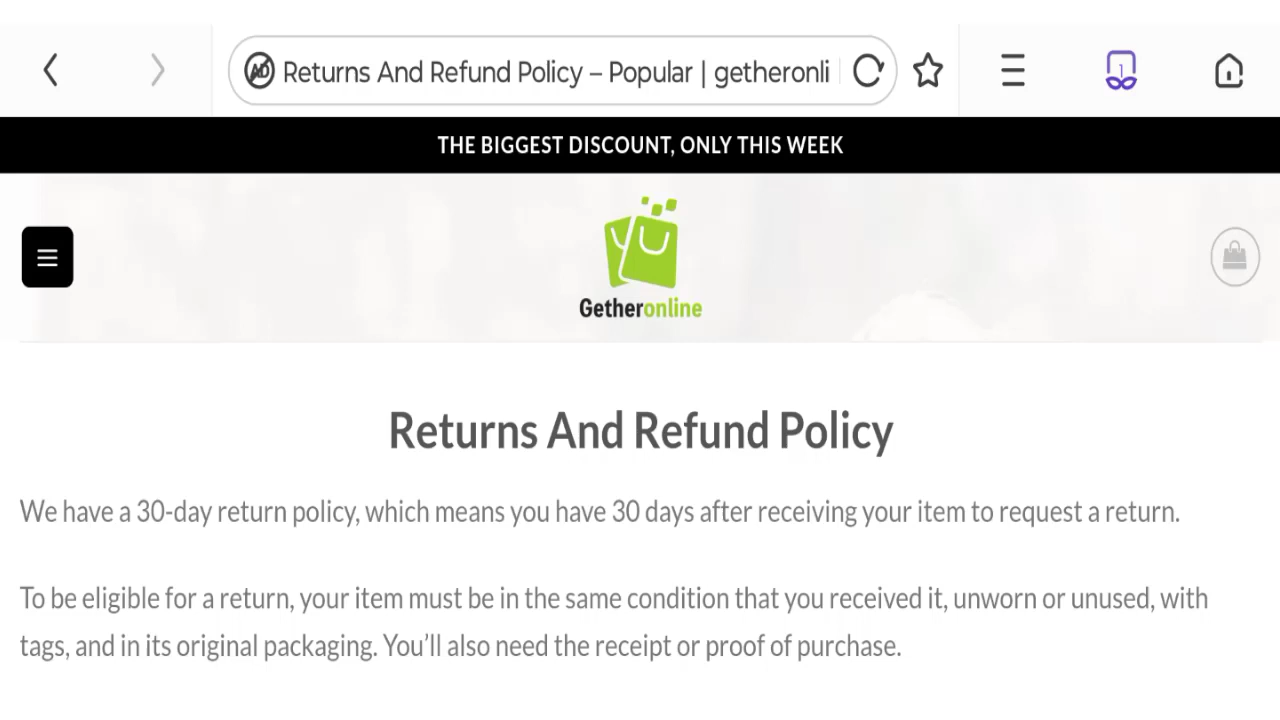 Returns And Refund Policy – Popular | getheronli
1
THE BIGGEST DISCOUNT, ONLY THIS WEEK
Getheronline
Returns And Refund Policy
We have a 30-day return policy, which means you have 30 days after receiving your item to request a return.
To be eligible for a return, your item must be in the same condition that you received it, unworn or unused, with
tags, and in its original packaging. You’ll also need the receipt or proof of purchase.